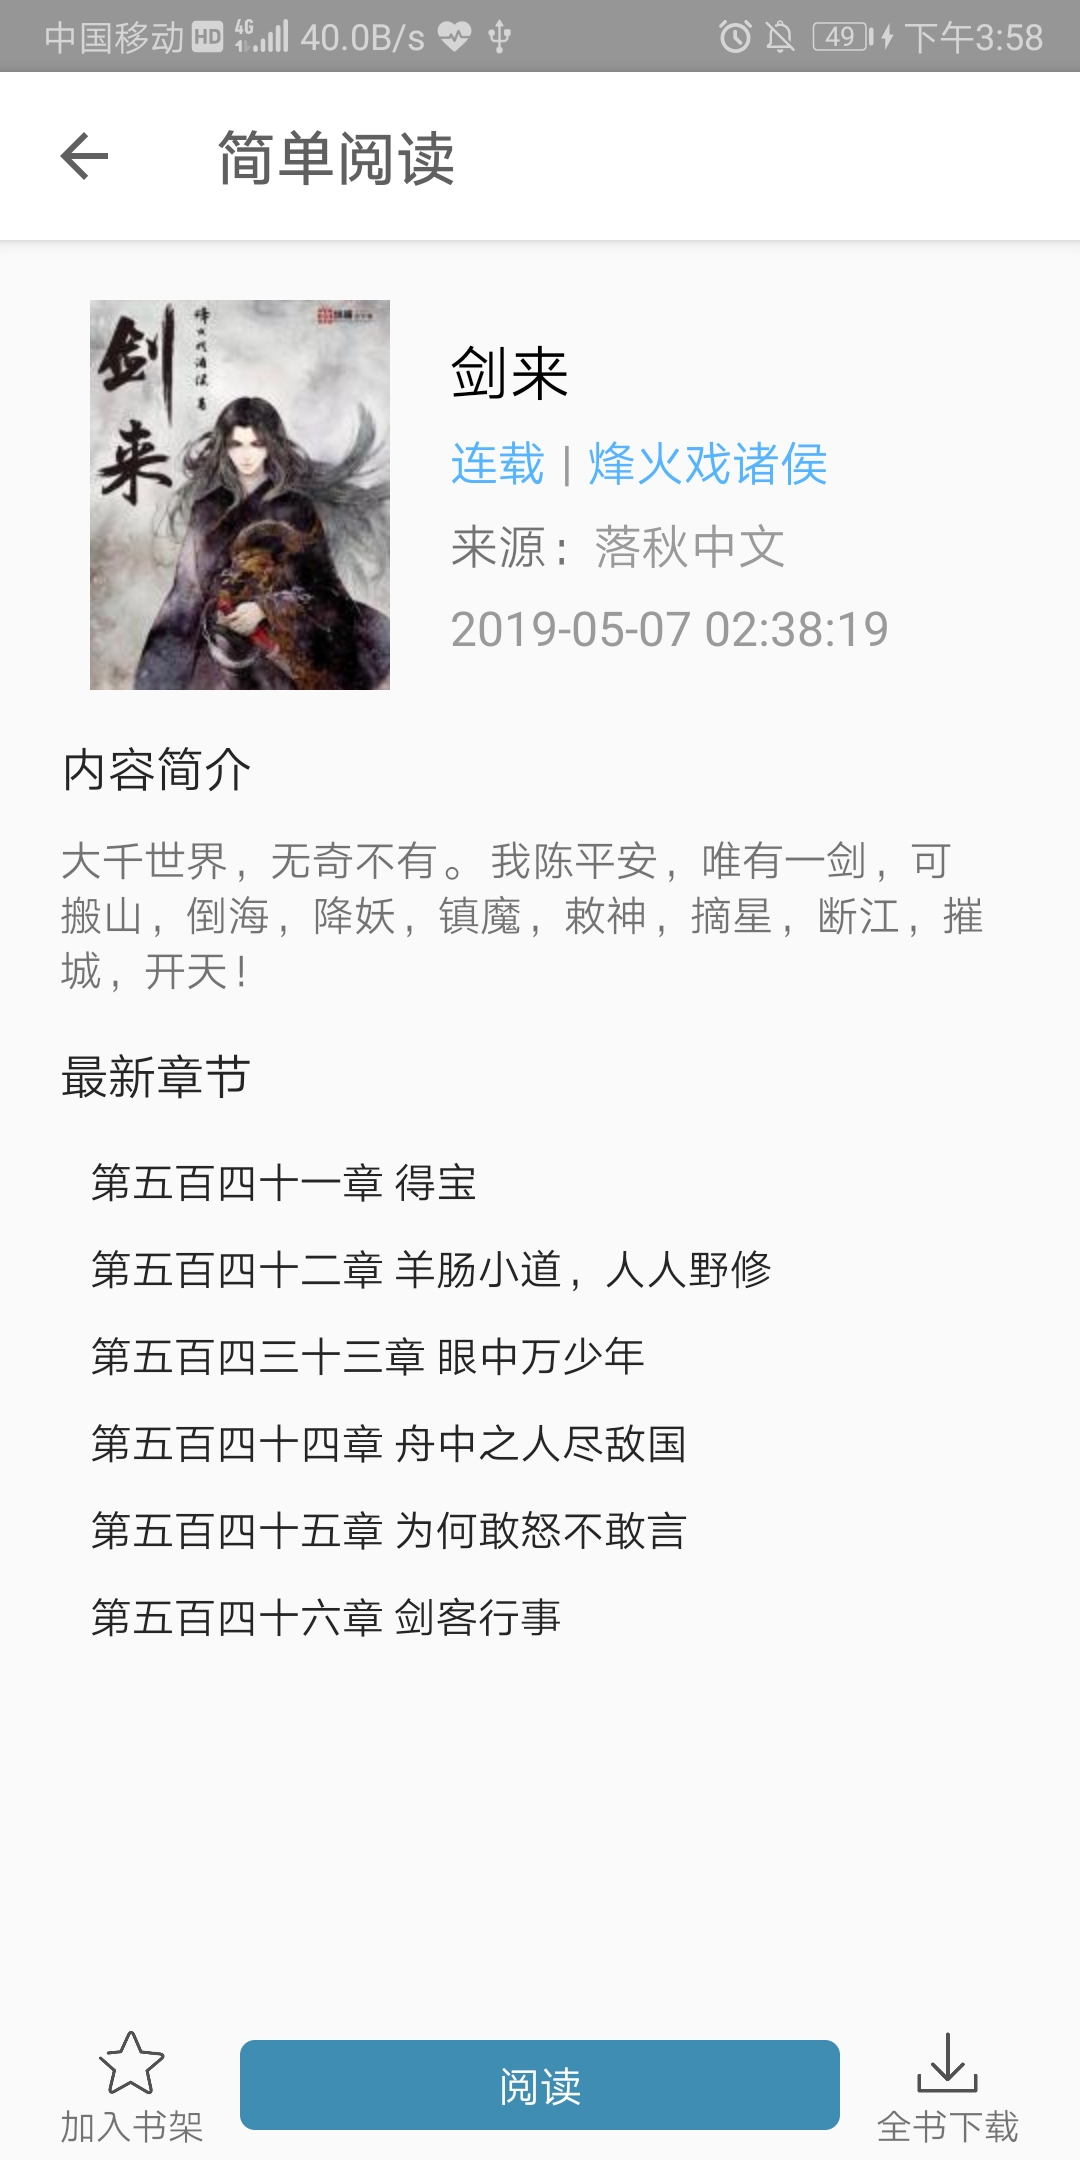 中国移动 HD 4G 40.0B/s 49 下午3:58
简单阅读
剑来
烽火戏诸侯 著
剑来
连载 | 烽火戏诸侯
来源：落秋中文
2019-05-07 02:38:19
内容简介
大千世界，无奇不有。 我陈平安，唯有一剑，可
搬山，倒海，降妖，镇魔，敕神，摘星，断江，摧
城，开天！
最新章节
第五百四十一章 得宝
第五百四十二章 羊肠小道，人人野修
第五百四三十三章 眼中万少年
第五百四十四章 舟中之人尽敌国
第五百四十五章 为何敢怒不敢言
第五百四十六章 剑客行事
阅读
加入书架
全书下载